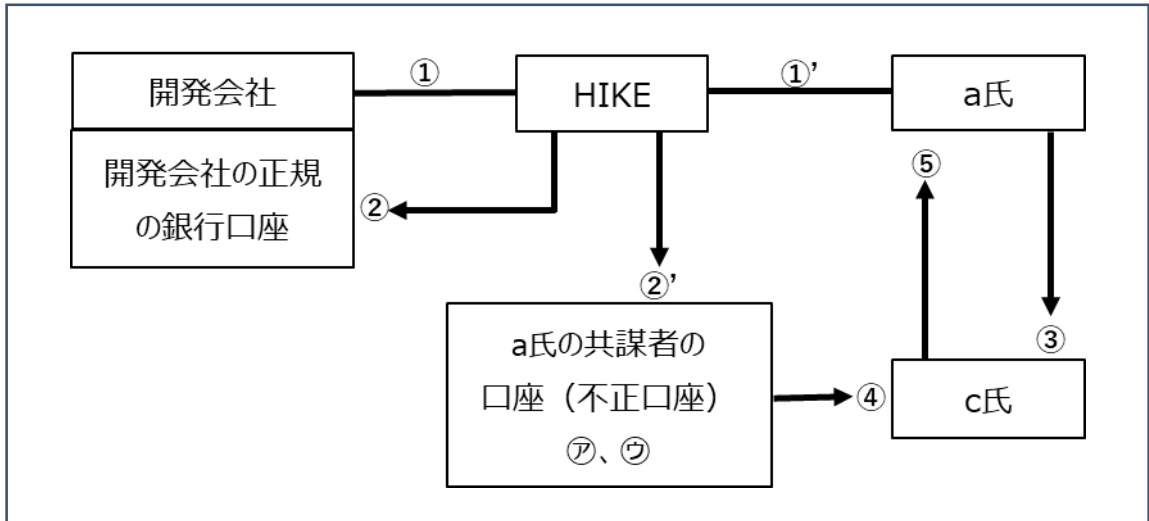 開発会社
①
HIKE
①’
a氏
開発会社の正規
の銀行口座
②
⑤
②’
③
a氏の共謀者の
口座（不正口座）
㋐、㋒
④
c氏